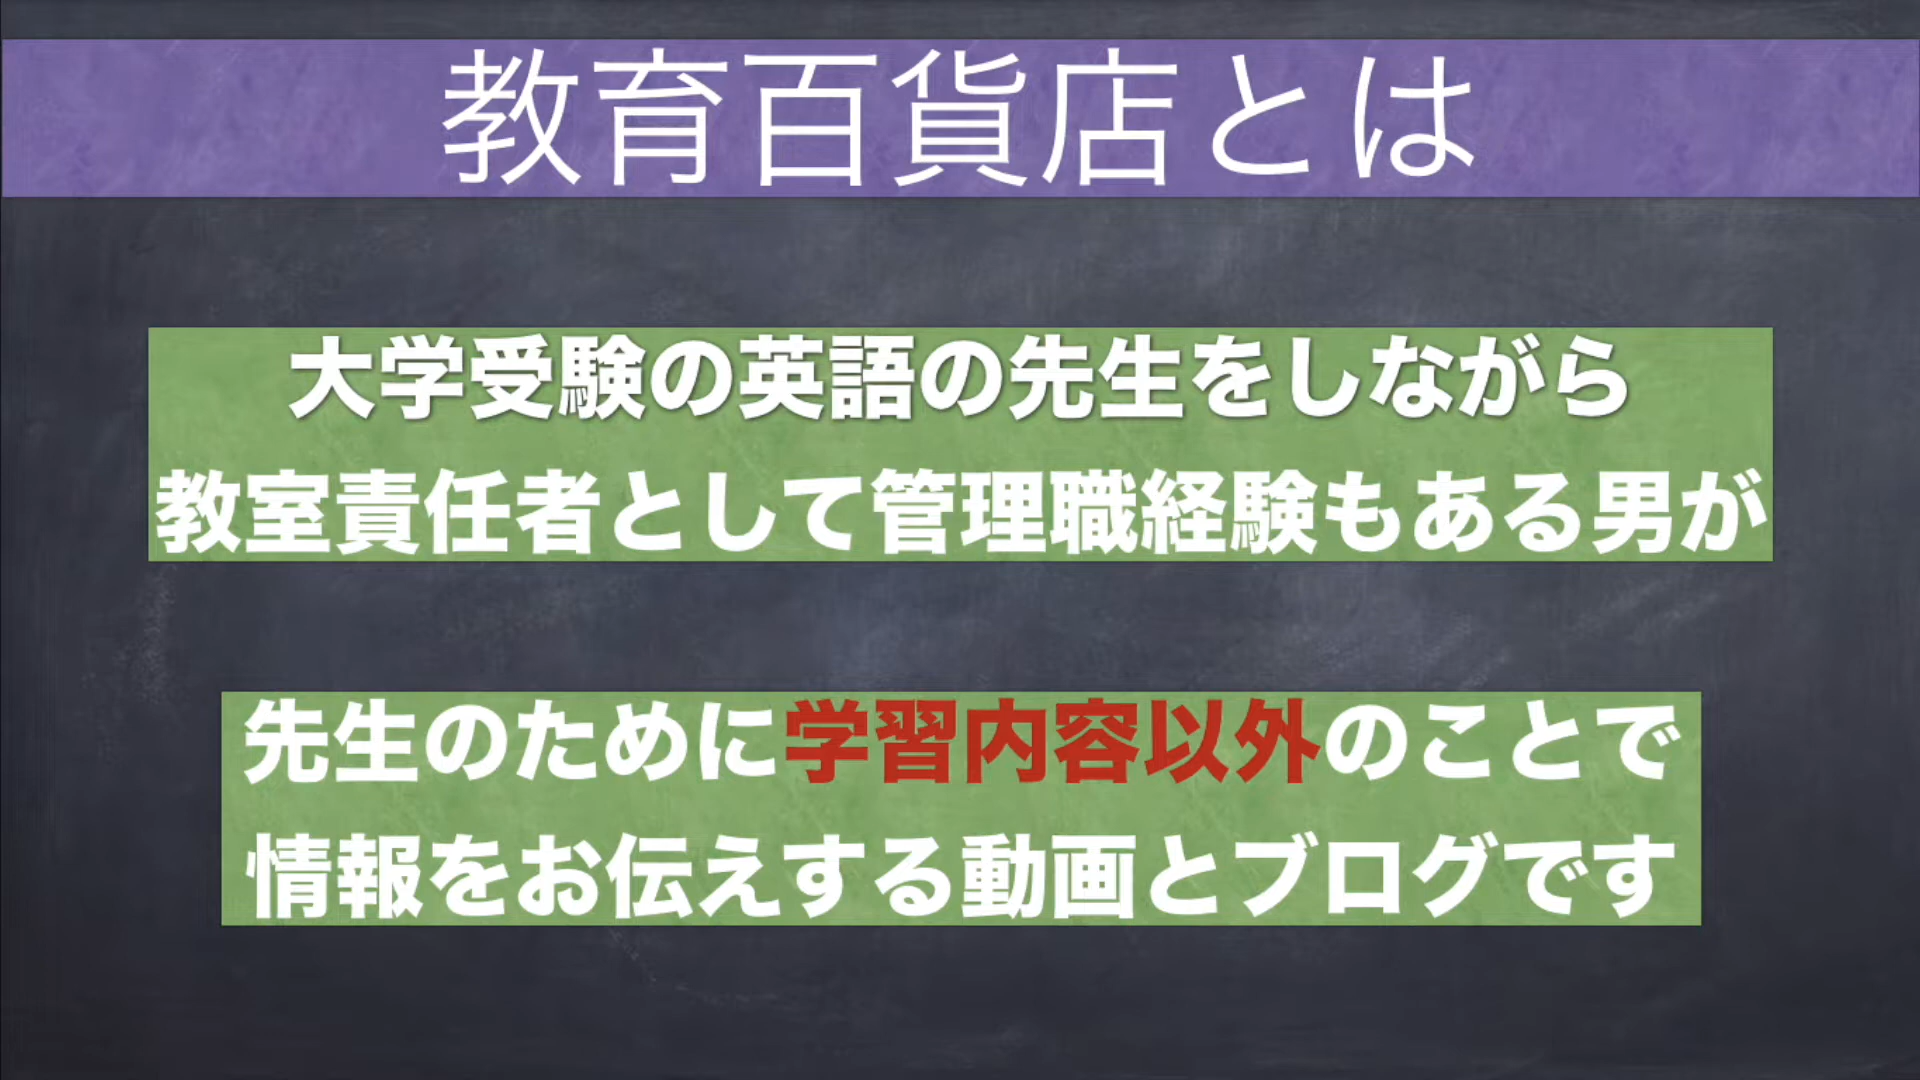 教育百貨店とは
大学受験の英語の先生をしながら
教室責任者として管理職経験もある男が
先生のために学習内容以外のことで
情報をお伝えする動画とブログです